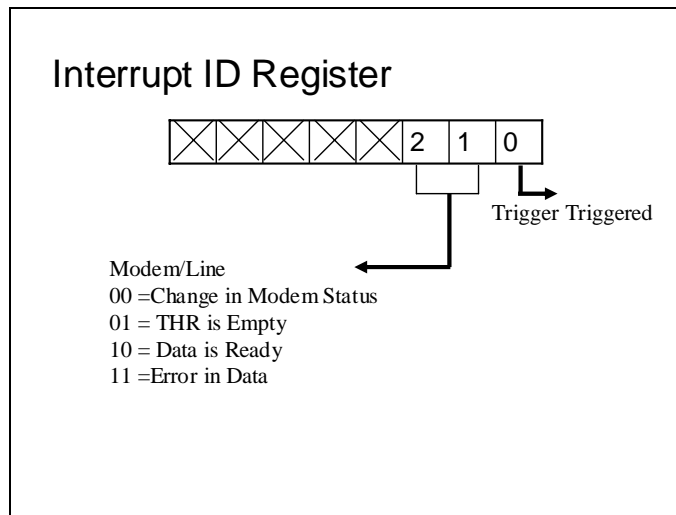 Interrupt ID Register
2 1 0
Trigger Triggered
Modem/Line
00 =Change in Modem Status
01 = THR is Empty
10 = Data is Ready
11 =Error in Data